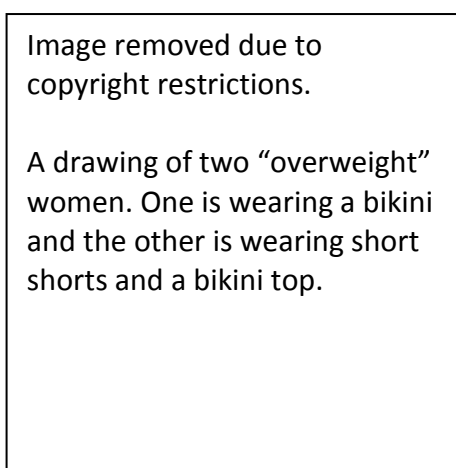 Image removed due to
copyright restrictions.
A drawing of two “overweight”
women. One is wearing a bikini
and the other is wearing short
shorts and a bikini top.